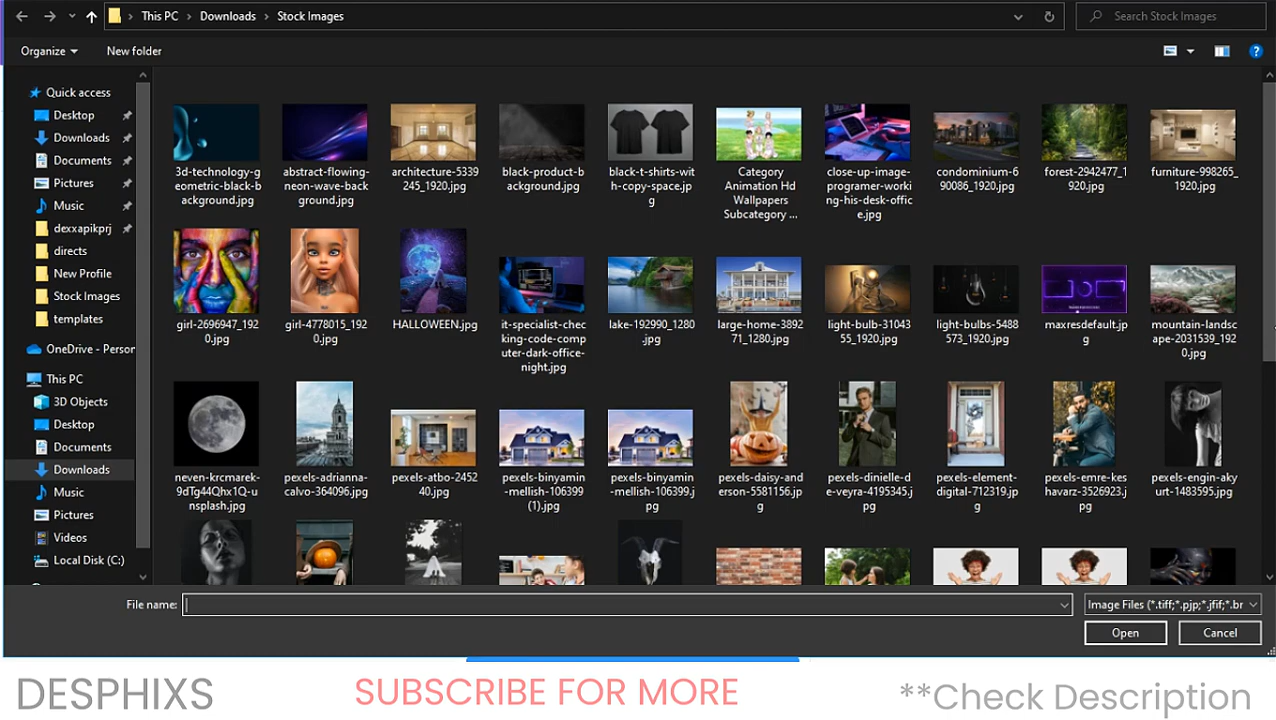 This PC › Downloads › Stock Images
Search Stock Images
Organize
New folder
Quick access
Desktop
Downloads
Documents
Pictures
Music
dexxapikprj
directs
New Profile
Stock Images
templates
OneDrive - Person
This PC
3D Objects
Desktop
Documents
Downloads
Music
Pictures
Videos
Local Disk (C:)
3d-technology-g
eometric-black-b
ackground.jpg
abstract-flowing-
neon-wave-back
ground.jpg
architecture-5339
245_1920.jpg
black-product-b
ackground.jpg
black-t-shirts-wit
h-copy-space.jp
g
Category
Animation Hd
Wallpapers
Subcategory ...
close-up-image-
programer-worki
ng-his-desk-offic
e.jpg
condominium-6
90086_1920.jpg
forest-2942477_1
920.jpg
furniture-998265_
1920.jpg
girl-2696947_192
0.jpg
girl-4778015_192
0.jpg
HALLOWEEN.jpg
it-specialist-chec
king-code-comp
uter-dark-office-
night.jpg
lake-192990_1280
.jpg
large-home-3892
71_1280.jpg
light-bulb-31043
55_1920.jpg
light-bulbs-5488
573_1920.jpg
maxresdefault.jp
g
mountain-landsc
ape-2031539_192
0.jpg
neven-krcmarek-
9dTg44Qhx1Q-u
nsplash.jpg
pexels-adrianna-
calvo-364096.jpg
pexels-atbo-2452
40.jpg
pexels-binyamin
-mellish-106399
(1).jpg
pexels-binyamin
-mellish-106399.j
pg
pexels-daisy-and
erson-5581156.jp
g
pexels-dinielle-d
e-veyra-4195345.j
pg
pexels-element-
digital-712319.jp
g
pexels-emre-kes
havarz-3526923.j
pg
pexels-engin-aky
urt-1483595.jpg
File name:
Image Files (*.tiff;*.pjp;*.jfif;*.br
Open
Cancel
DESPHIXS
SUBSCRIBE FOR MORE
**Check Description